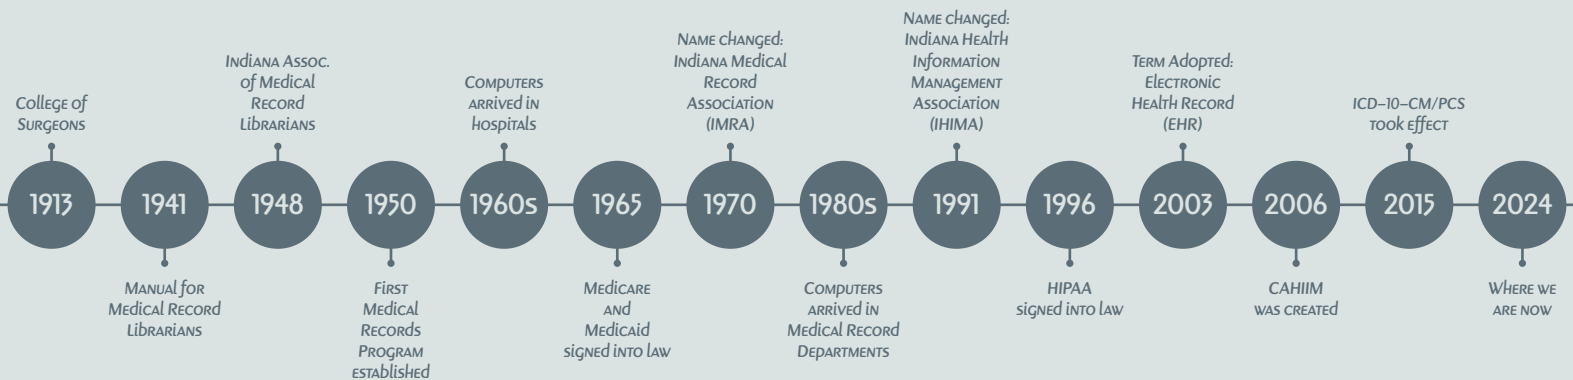 College of
Surgeons
1913
1941
Manual for
Medical Record
Librarians
Indiana Assoc.
of Medical
Record
Librarians
1948
1950
First
Medical
Records
Program
established
Computers
arrived in
hospitals
1960s
1965
Medicare
and
Medicaid
signed into law
Name changed:
Indiana Medical
Record
Association
(IMRA)
1970
1980s
Computers
arrived in
Medical Record
Departments
Name changed:
Indiana Health
Information
Management
Association
(IHIMA)
1991
1996
HIPAA
signed into law
Term Adopted:
Electronic
Health Record
(EHR)
2003
2006
CAHIIM
was created
ICD–10–CM/PCS
took effect
2015
2024
Where we
are now